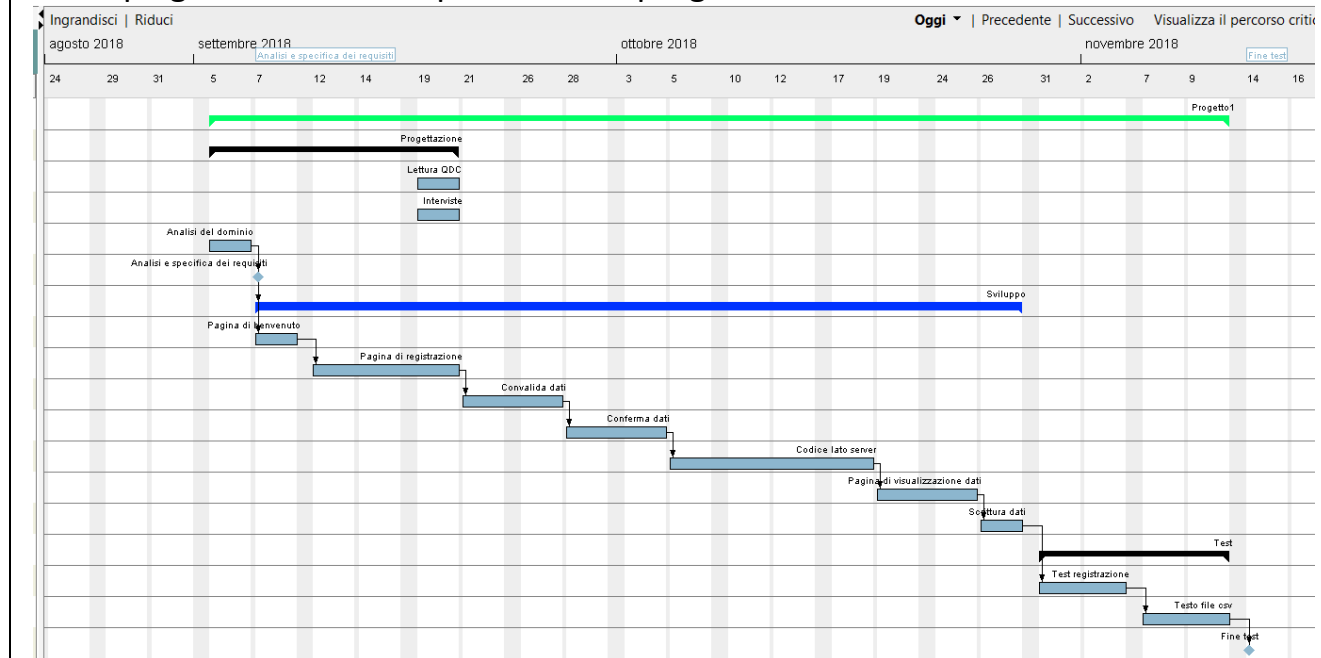 Ingrandisci | Riduci
Oggi | Precedente | Successivo Visualizza il percorso critic
agosto 2018 settembre 2018 ottobre 2018 novembre 2018
Analisi e specifica dei requisiti Fine test
24 29 31 5 7 12 14 19 21 26 28 3 5 10 12 17 19 24 26 31 2 7 9 14 16
Progetto1
Progettazione
Lettura QDC
Interviste
Analisi del dominio
Analisi e specifica dei requisiti
Sviluppo
Pagina di benvenuto
Pagina di registrazione
Convalida dati
Conferma dati
Codice lato server
Pagina di visualizzazione dati
dati
Test
Test registrazione
Testo file csv
Fine test